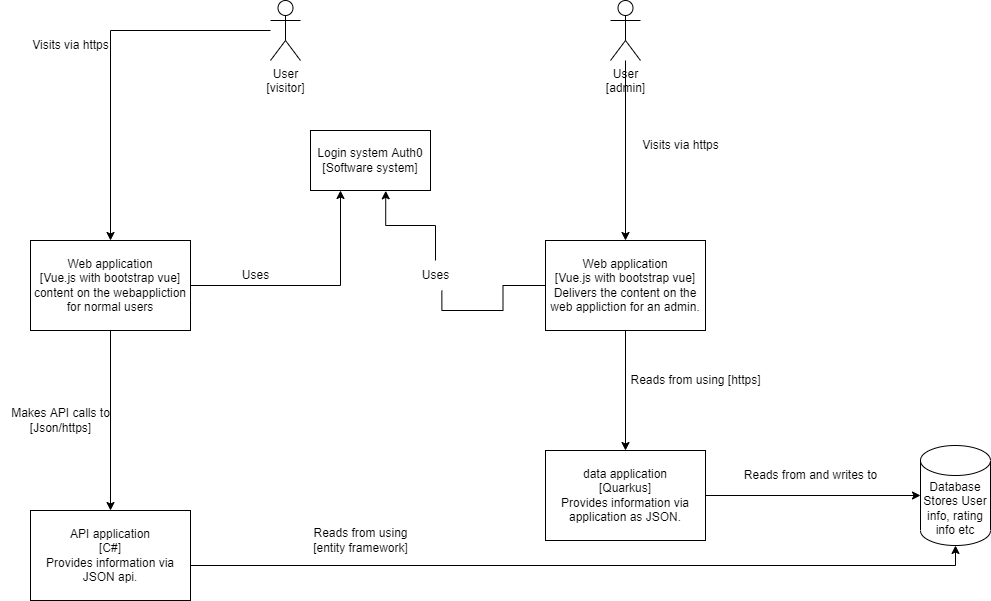 Visits via https
User
[visitor]
User
[admin]
Visits via https
Login system Auth0
[Software system]
Web application
[Vue.js with bootstrap vue]
content on the webappliction
for normal users
Uses
Uses
Web application
[Vue.js with bootstrap vue]
Delivers the content on the
web appliction for an admin.
Reads from using [https]
Makes API calls to
[Json/https]
data application
[Quarkus]
Provides information via
application as JSON.
Reads from and writes to
Database
Stores User
info, rating
info etc
API application
[C#]
Provides information via
JSON api.
Reads from using
[entity framework]